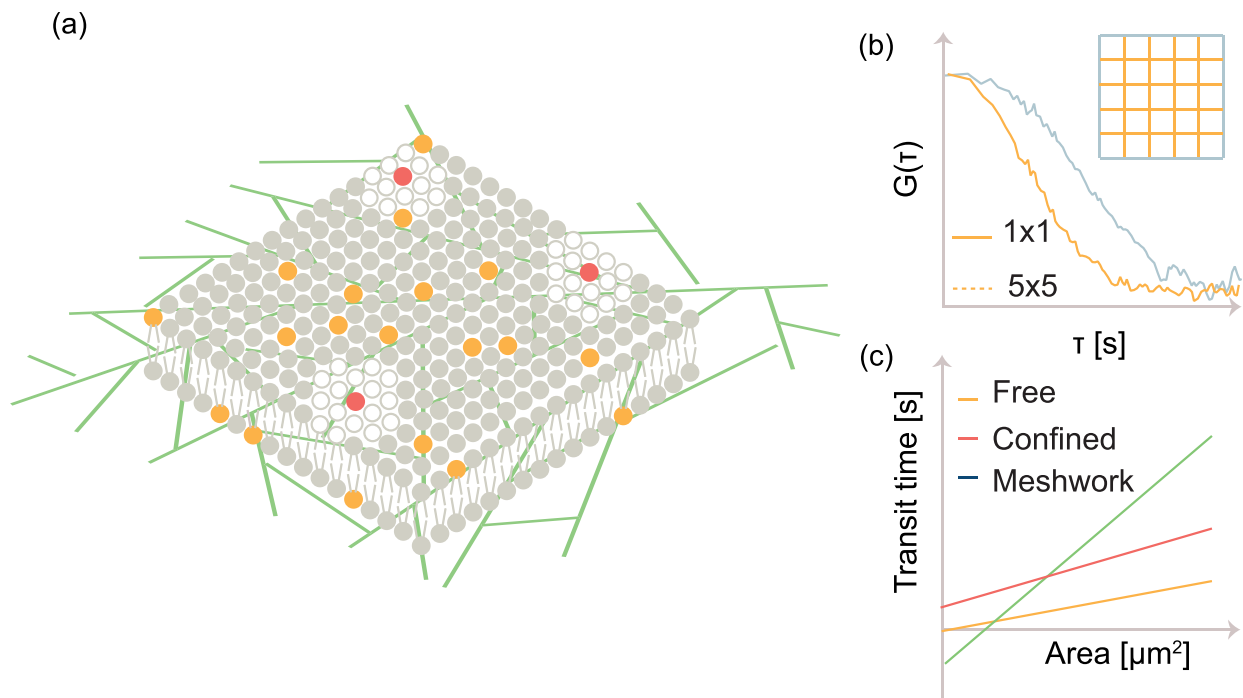 (a)
(b)
G(τ)
1x1
5x5
τ [s]
(c)
Transit time [s]
Free
Confined
Meshwork
Area [μm²]